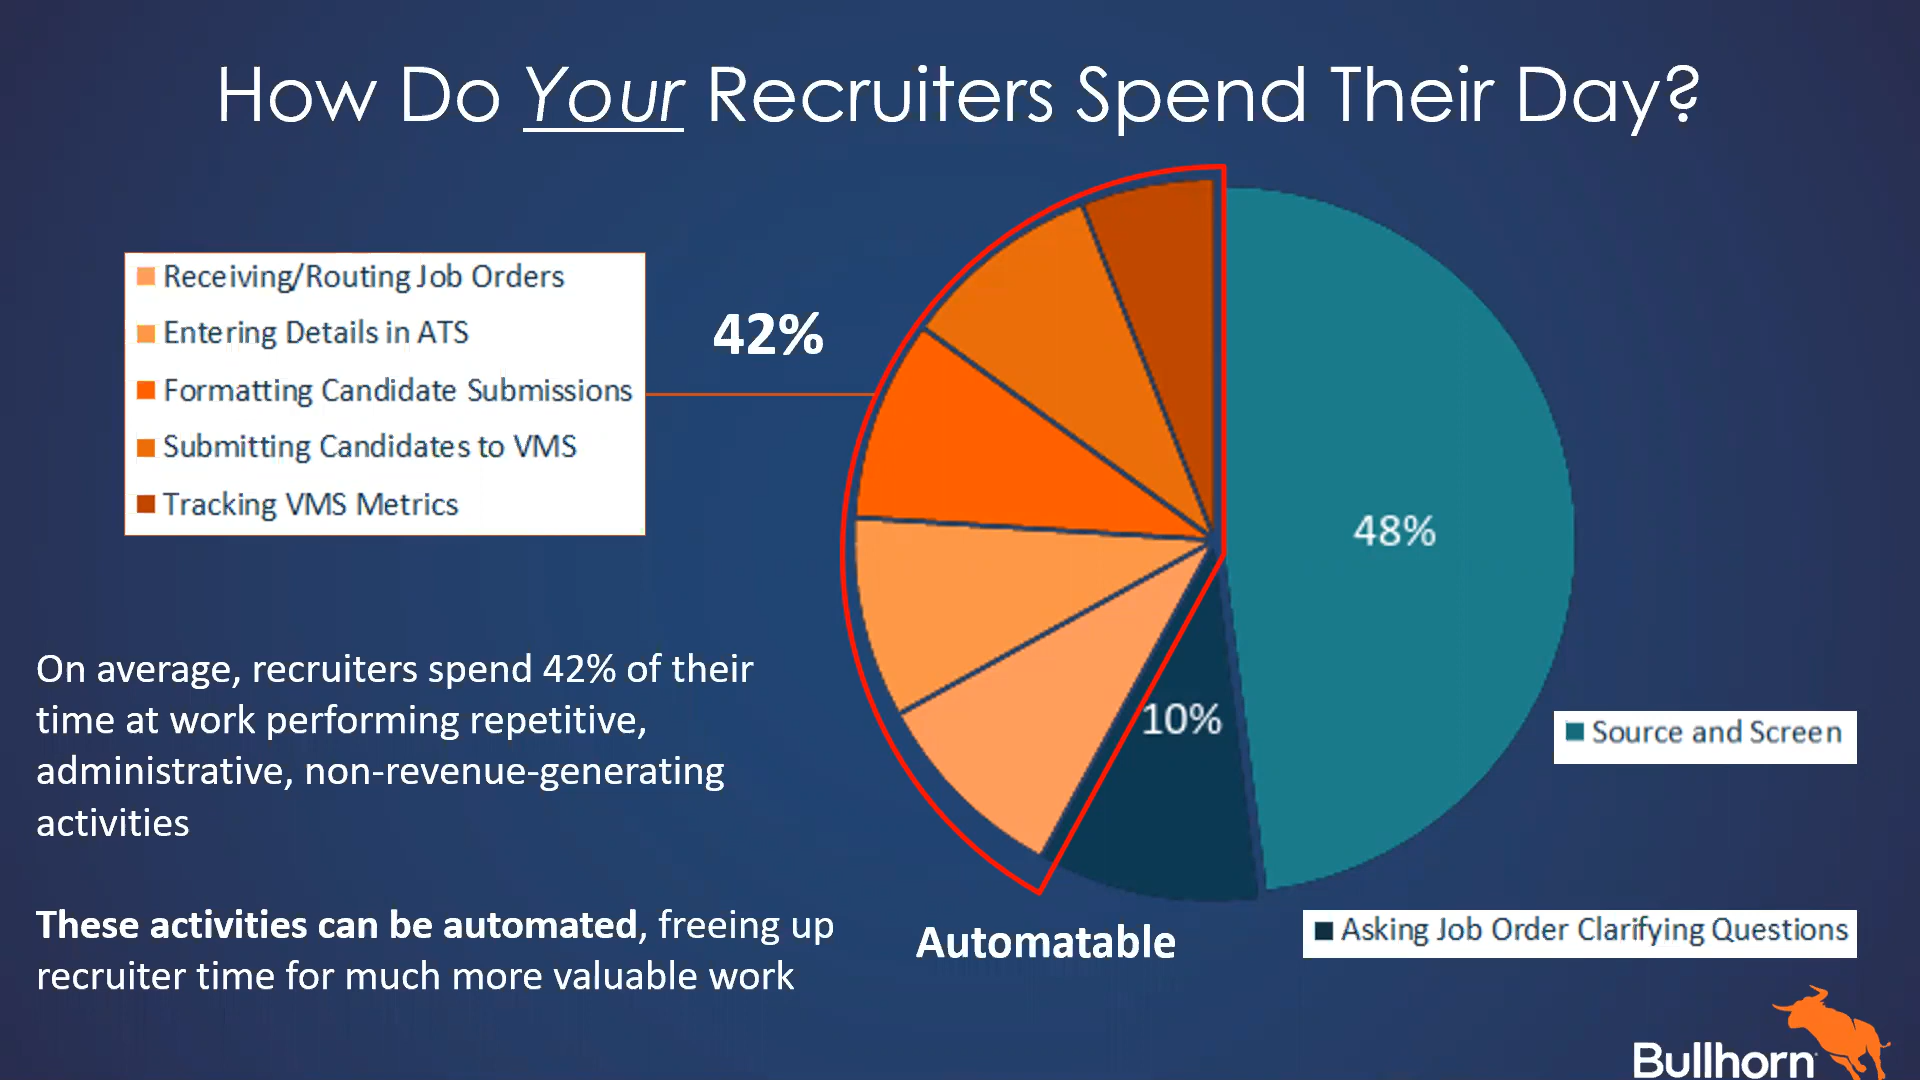 How Do Your Recruiters Spend Their Day?
Receiving/Routing Job Orders
Entering Details in ATS
Formatting Candidate Submissions
Submitting Candidates to VMS
Tracking VMS Metrics
42%
48%
10%
On average, recruiters spend 42% of their
time at work performing repetitive,
administrative, non-revenue-generating
activities
These activities can be automated, freeing up
recruiter time for much more valuable work
Automatable
Source and Screen
Asking Job Order Clarifying Questions
Bullhorn